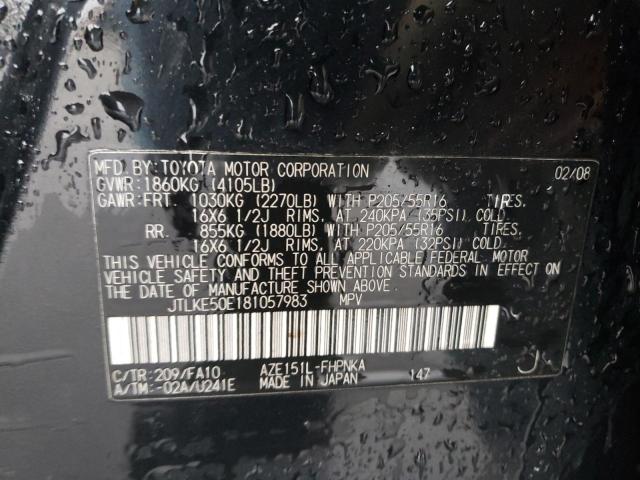 MFD. BY: TOYOTA MOTOR CORPORATION 02/08
GVWR: 1860KG (4105LB)
GAWR: FRT. 1030KG (2270LB) WITH P205/55R16 TIRES,
16X6 1/2J RIMS, AT 240KPA (35PSI) COLD.
RR. 855KG (1880LB) WITH P205/55R16 TIRES,
16X6 1/2J RIMS, AT 220KPA (32PSI) COLD.
THIS VEHICLE CONFORMS TO ALL APPLICABLE FEDERAL MOTOR
VEHICLE SAFETY AND THEFT PREVENTION STANDARDS IN EFFECT
ON THE DATE OF MANUFACTURE SHOWN ABOVE.
JTLKE50E181057983 MPV
C/TR: 209/FA10 AZE151L-FHPNKA
A/TM: -02A/U241E MADE IN JAPAN 147 J